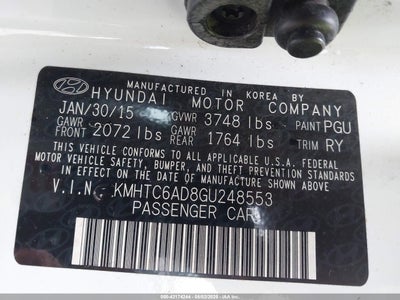 MANUFACTURED IN KOREA BY
HYUNDAI MOTOR COMPANY
JAN/30/15 GVWR 3748 lbs PAINT PGU
GAWR FRONT 2072 lbs GAWR REAR 1764 lbs TRIM RY
THIS VEHICLE CONFORMS TO ALL APPLICABLE U.S.A. FEDERAL
MOTOR VEHICLE SAFETY, BUMPER, AND THEFT PREVENTION STANDARDS
IN EFFECT ON THE DATE OF MANUFACTURE SHOWN ABOVE.
V.I.N. KMHTC6AD8GU248553
PASSENGER CAR